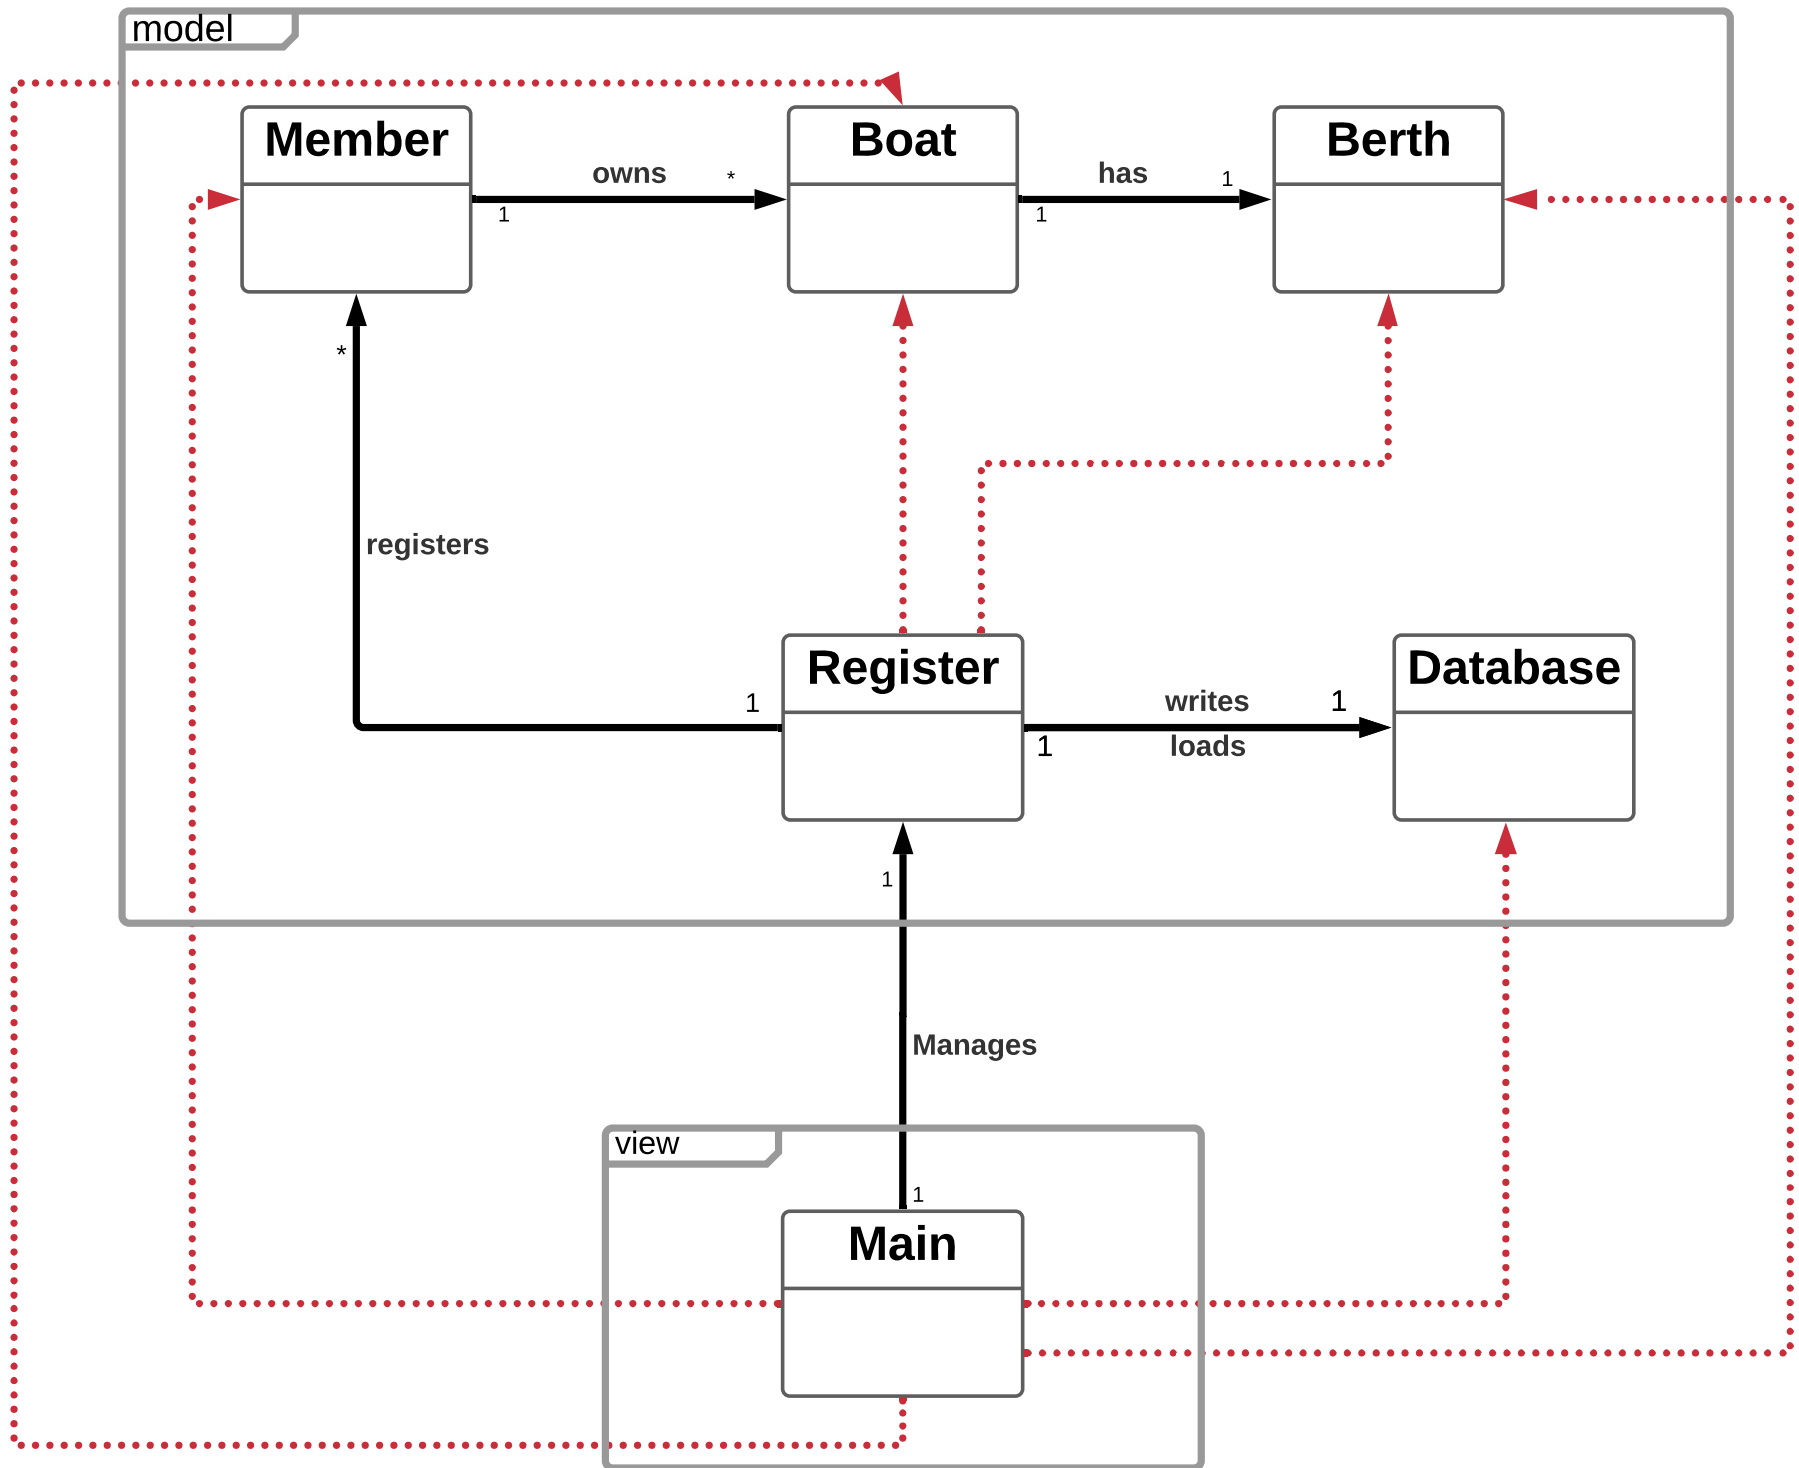 model
Member
Boat
Berth
owns
*
has
1
1
1
*
registers
Register
Database
1
writes
1
1
loads
1
Manages
view
1
Main